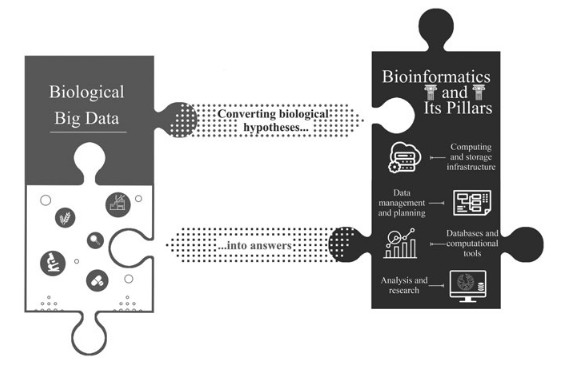 Biological
Big Data
Converting biological
hypotheses...
...into answers
Bioinformatics
and
Its Pillars
Computing
and storage
infrastructure
Data
management
and planning
Databases and
computational
tools
Analysis and
research